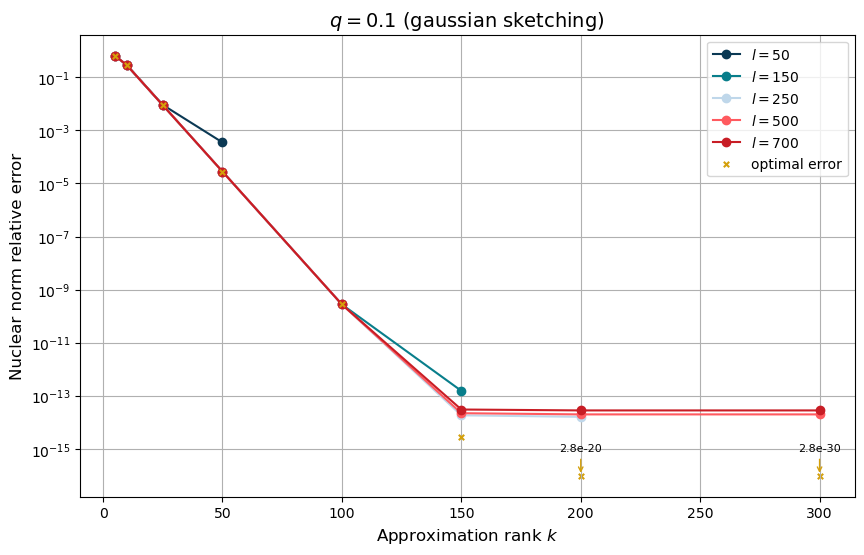 q = 0.1 (gaussian sketching)
Nuclear norm relative error
10⁻¹
10⁻³
10⁻⁵
10⁻⁷
10⁻⁹
10⁻¹¹
10⁻¹³
10⁻¹⁵
l = 50
l = 150
l = 250
l = 500
l = 700
optimal error
2.8e-20
2.8e-30
0
50
100
150
200
250
300
Approximation rank k